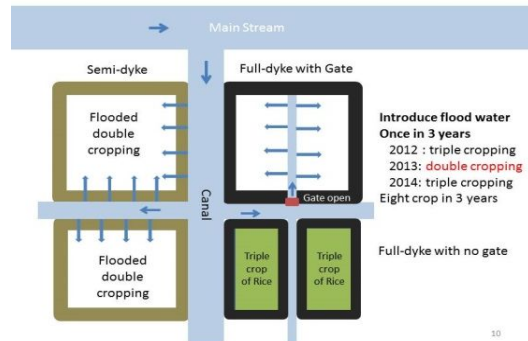 Main Stream
Semi-dyke
Full-dyke with Gate
Flooded
double
cropping
Introduce flood water
Once in 3 years
2012 : triple cropping
2013: double cropping
2014: triple cropping
Eight crop in 3 years
Gate open
Canal
Flooded
double
cropping
Triple
crop
of Rice
Triple
crop
of Rice
Full-dyke with no gate
10